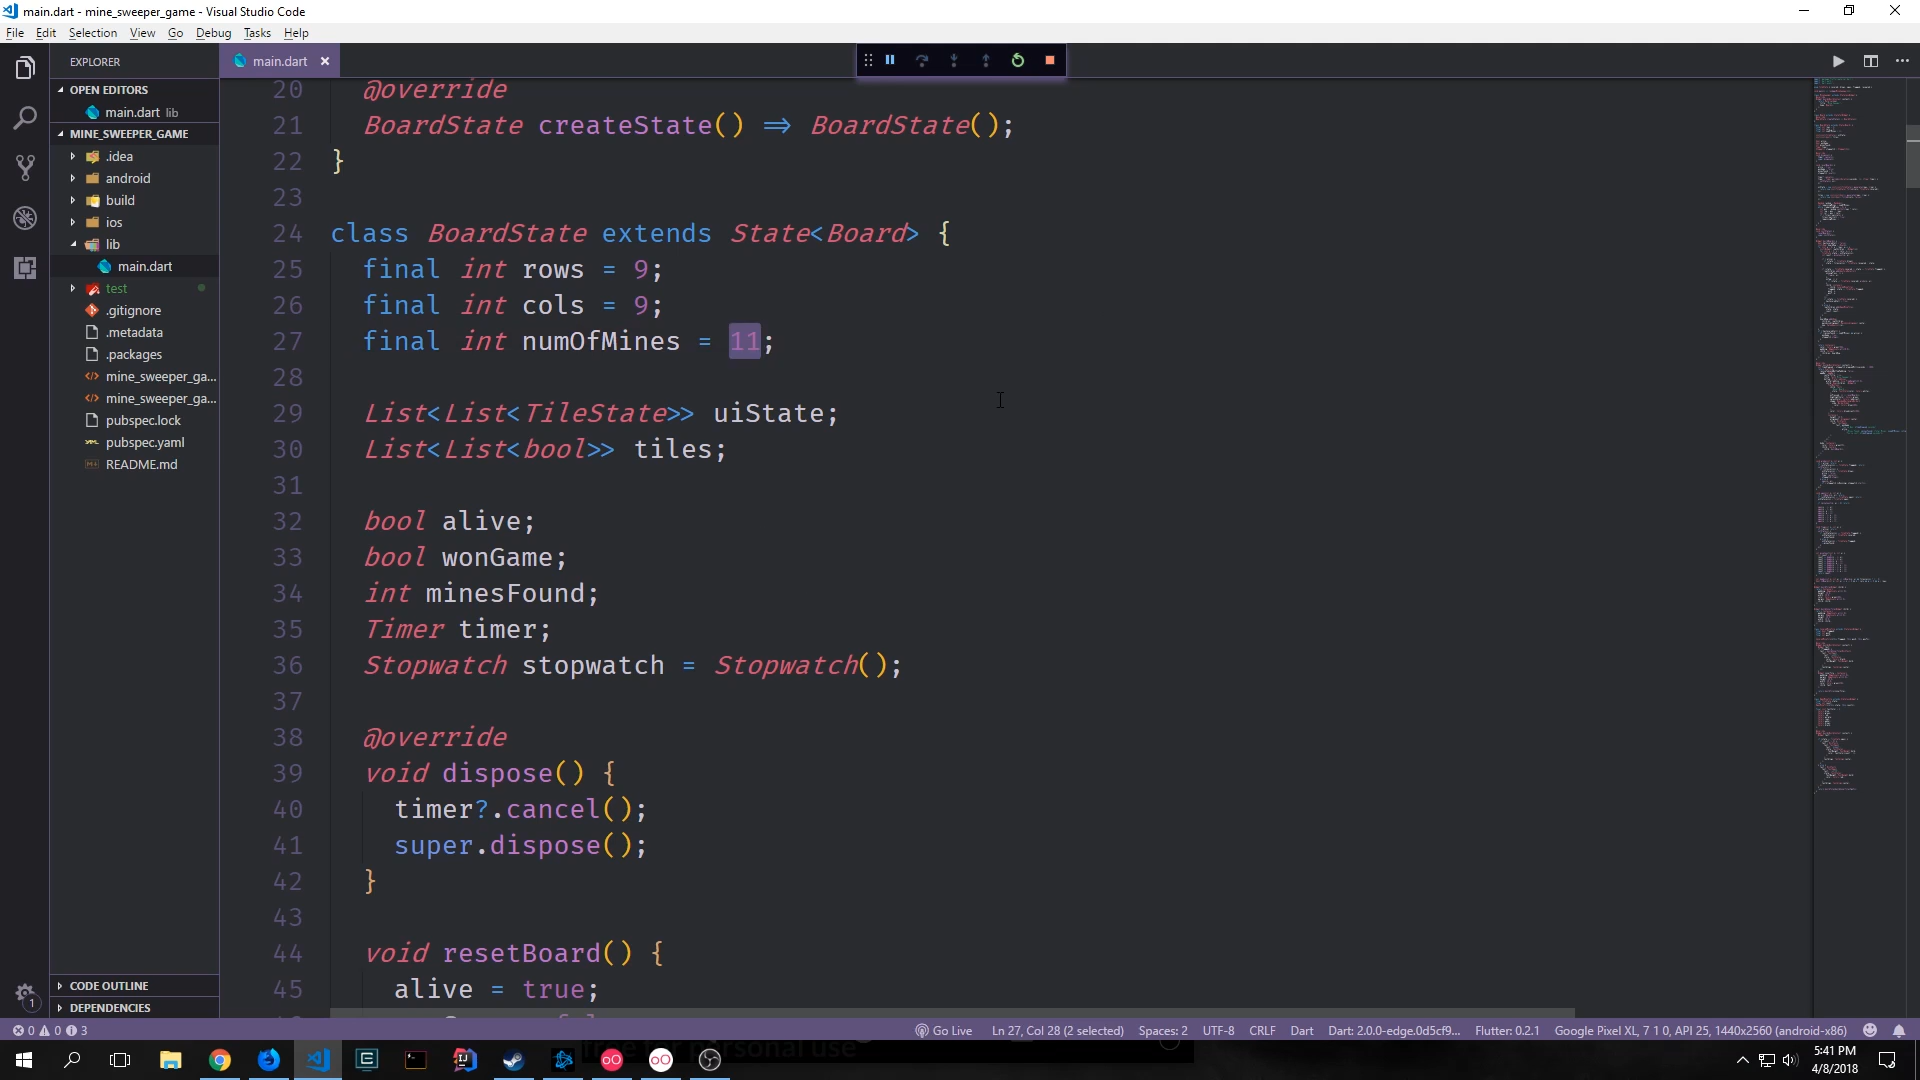 main.dart - mine_sweeper_game - Visual Studio Code
File Edit Selection View Go Debug Tasks Help
EXPLORER
main.dart
OPEN EDITORS
main.dart lib
MINE_SWEEPER_GAME
.idea
android
build
ios
lib
main.dart
test
.gitignore
.metadata
.packages
mine_sweeper_ga...
mine_sweeper_ga...
pubspec.lock
pubspec.yaml
README.md
CODE OUTLINE
DEPENDENCIES
20 @override
21 BoardState createState() => BoardState();
22 }
23
24 class BoardState extends State<Board> {
25 final int rows = 9;
26 final int cols = 9;
27 final int numOfMines = 11;
28
29 List<List<TileState>> uiState;
30 List<List<bool>> tiles;
31
32 bool alive;
33 bool wonGame;
34 int minesFound;
35 Timer timer;
36 Stopwatch stopwatch = Stopwatch();
37
38 @override
39 void dispose() {
40 timer?.cancel();
41 super.dispose();
42 }
43
44 void resetBoard() {
45 alive = true;
0 0 3 Go Live Ln 27, Col 28 (2 selected) Spaces: 2 UTF-8 CRLF Dart Dart: 2.0.0-edge.0d5cf9... Flutter: 0.2.1 Google Pixel XL, 7 1 0, API 25, 1440x2560 (android-x86)
free for personal use
5:41 PM
4/8/2018